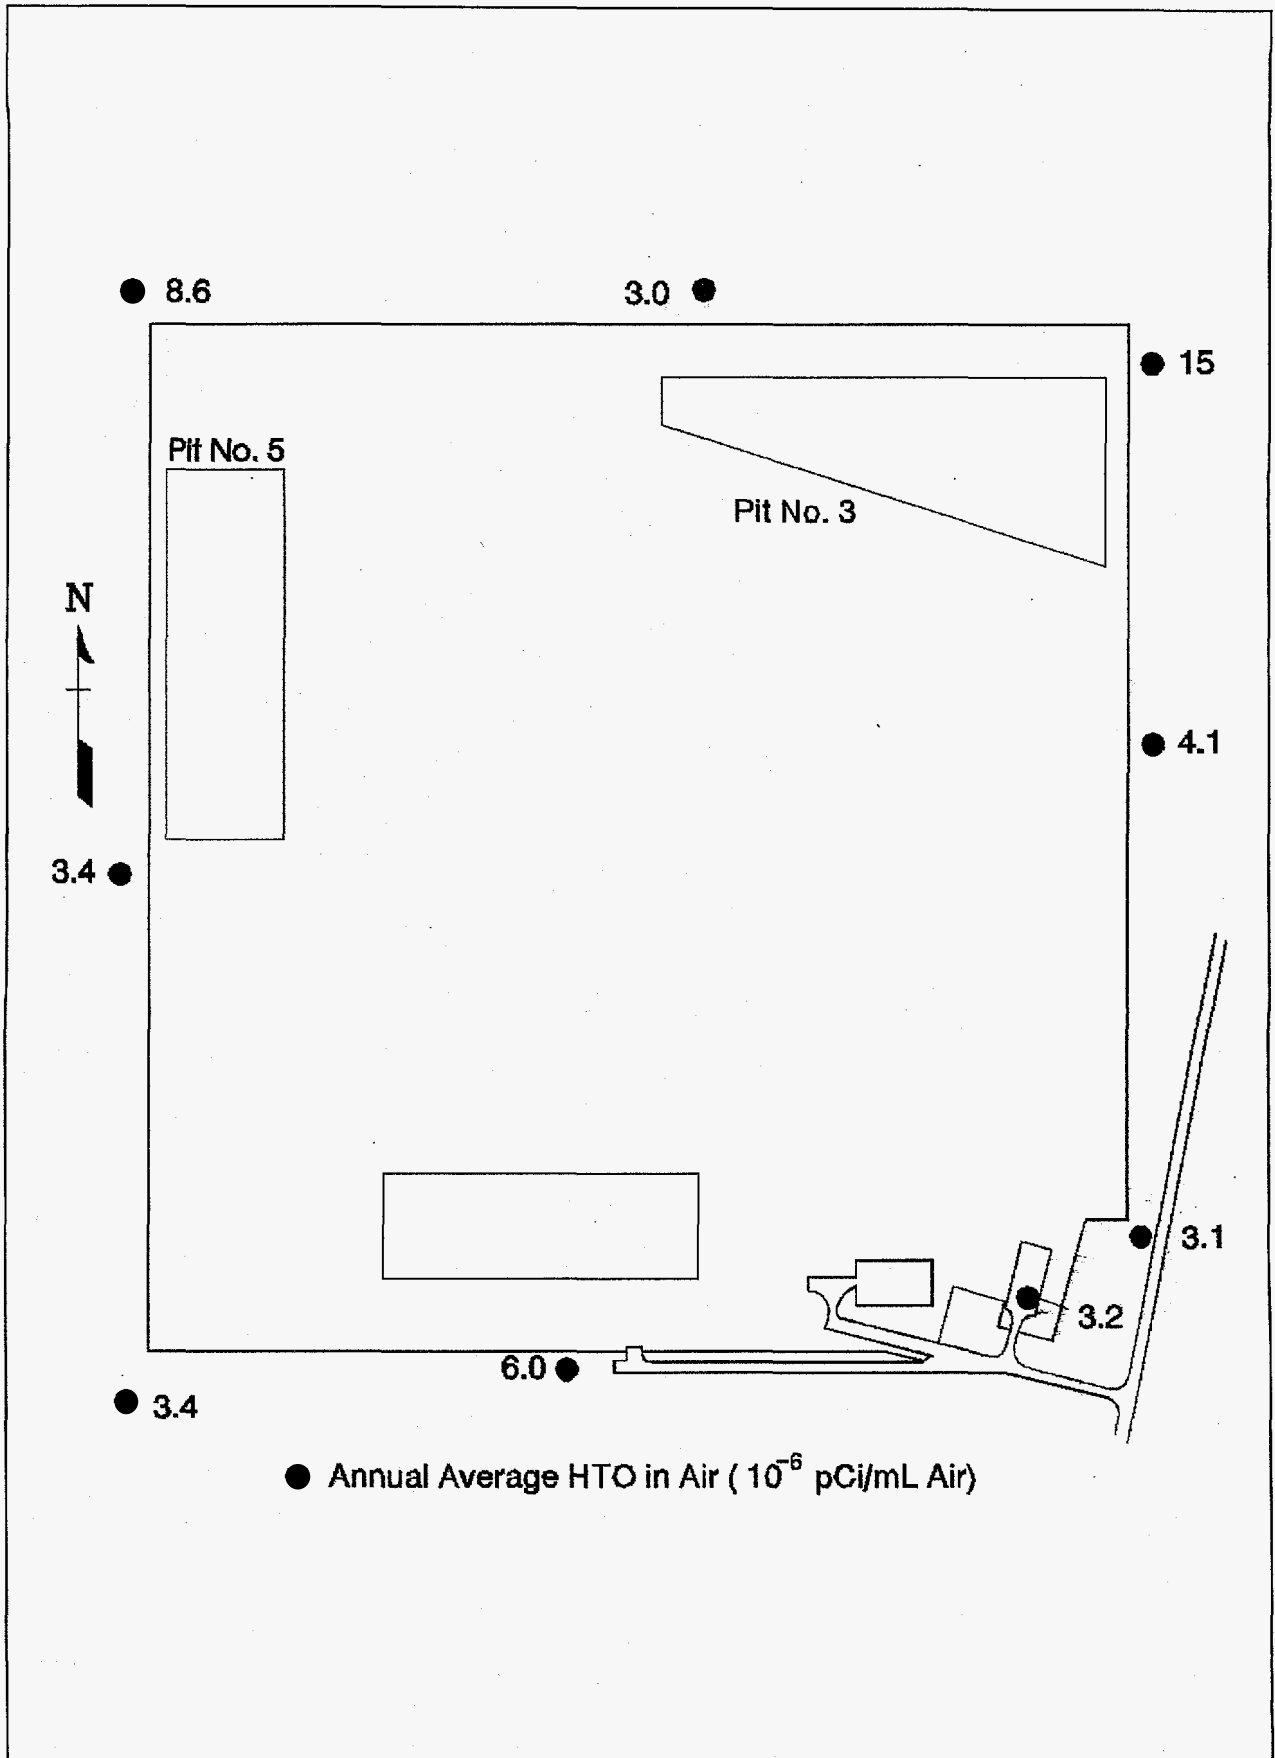 8.6
3.0
15
Pit No. 5
Pit No. 3
N
4.1
3.4
3.1
3.2
6.0
3.4
Annual Average HTO in Air ( 10⁻⁶ pCi/mL Air)